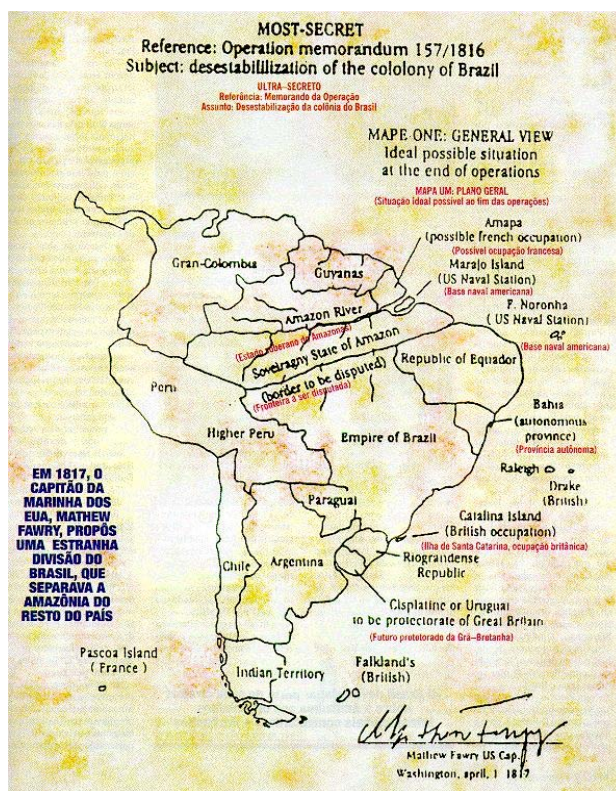 MOST-SECRET
Reference: Operation memorandum 157/1816
Subject: desestabililization of the cololony of Brazil
ULTRA-SECRETO
Referência: Memorando da Operação
Assunto: Desestabilização da colônia do Brasil
MAPE ONE: GENERAL VIEW
Ideal possible situation
at the end of operations
MAPA UM: PLANO GERAL
(Situação ideal possível ao fim das operações)
Amapa
(possible french occupation)
(Possível ocupação francesa)
Marajo Island
(US Naval Station)
(Base naval americana)
F. Noronha
(US Naval Station)
(Base naval americana)
Gran-Colombia
Guyanas
Amazon River
(Estado soberano do Amazonas)
Soveiragny State of Amazon
(border to be disputed)
(Fronteira a ser disputada)
Republic of Equador
Peru
Higher Peru
Empire of Brazil
Bahia
(autonomous
province)
(Província autônoma)
Raleigh
Drake
(British)
EM 1817, O
CAPITÃO DA
MARINHA DOS
EUA, MATHEW
FAWRY, PROPÔS
UMA ESTRANHA
DIVISÃO DO
BRASIL, QUE
SEPARAVA A
AMAZÔNIA DO
RESTO DO PAÍS
Paraguai
Catalina Island
(British occupation)
(Ilha de Santa Catarina, ocupação britânica)
Chile
Argentina
Riograndense
Republic
Cisplatine or Uruguai
to be protectorate of Great Britain
(Futuro protetorado da Grã-Bretanha)
Pascoa Island
(France)
Indian Territory
Falkland's
(British)
Mathew Fawry US Cap.
Washington, april, 1 1817